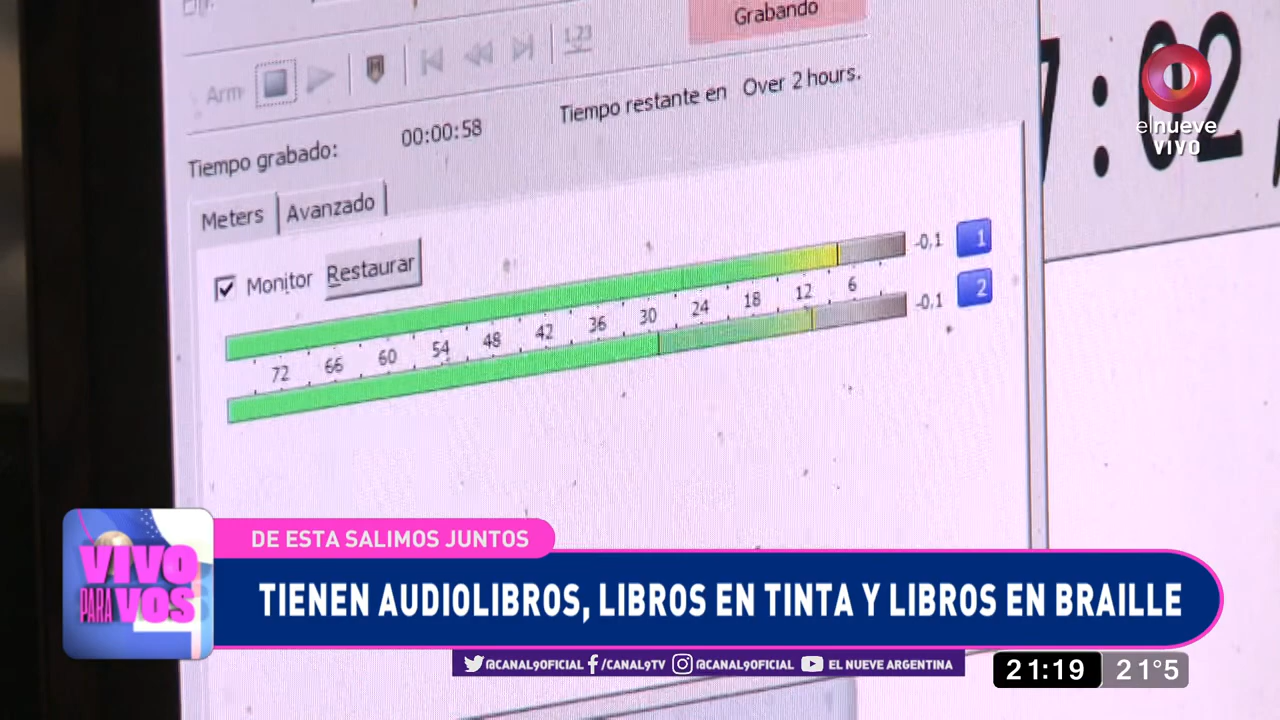 Grabando
Arm
1,23
Tiempo grabado:
00:00:58
Tiempo restante en
Over 2 hours.
7:02,
elnueve
VIVO
Meters
Avanzado
Monitor
Restaurar
-0,1
1
72 66 60 54 48 42 36 30 24 18 12 6
-0,1
2
VIVO
PARA
VOS
DE ESTA SALIMOS JUNTOS
TIENEN AUDIOLIBROS, LIBROS EN TINTA Y LIBROS EN BRAILLE
@CANAL9OFICIAL /CANAL9TV @CANAL9OFICIAL EL NUEVE ARGENTINA
21:19 21°5